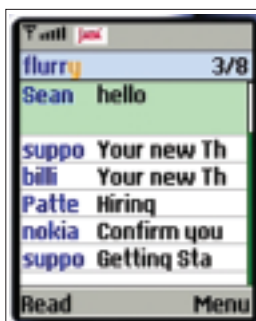 flurry 3/8
Sean hello
suppo Your new Th
billi Your new Th
Patte Hiring
nokia Confirm you
suppo Getting Sta
Read Menu